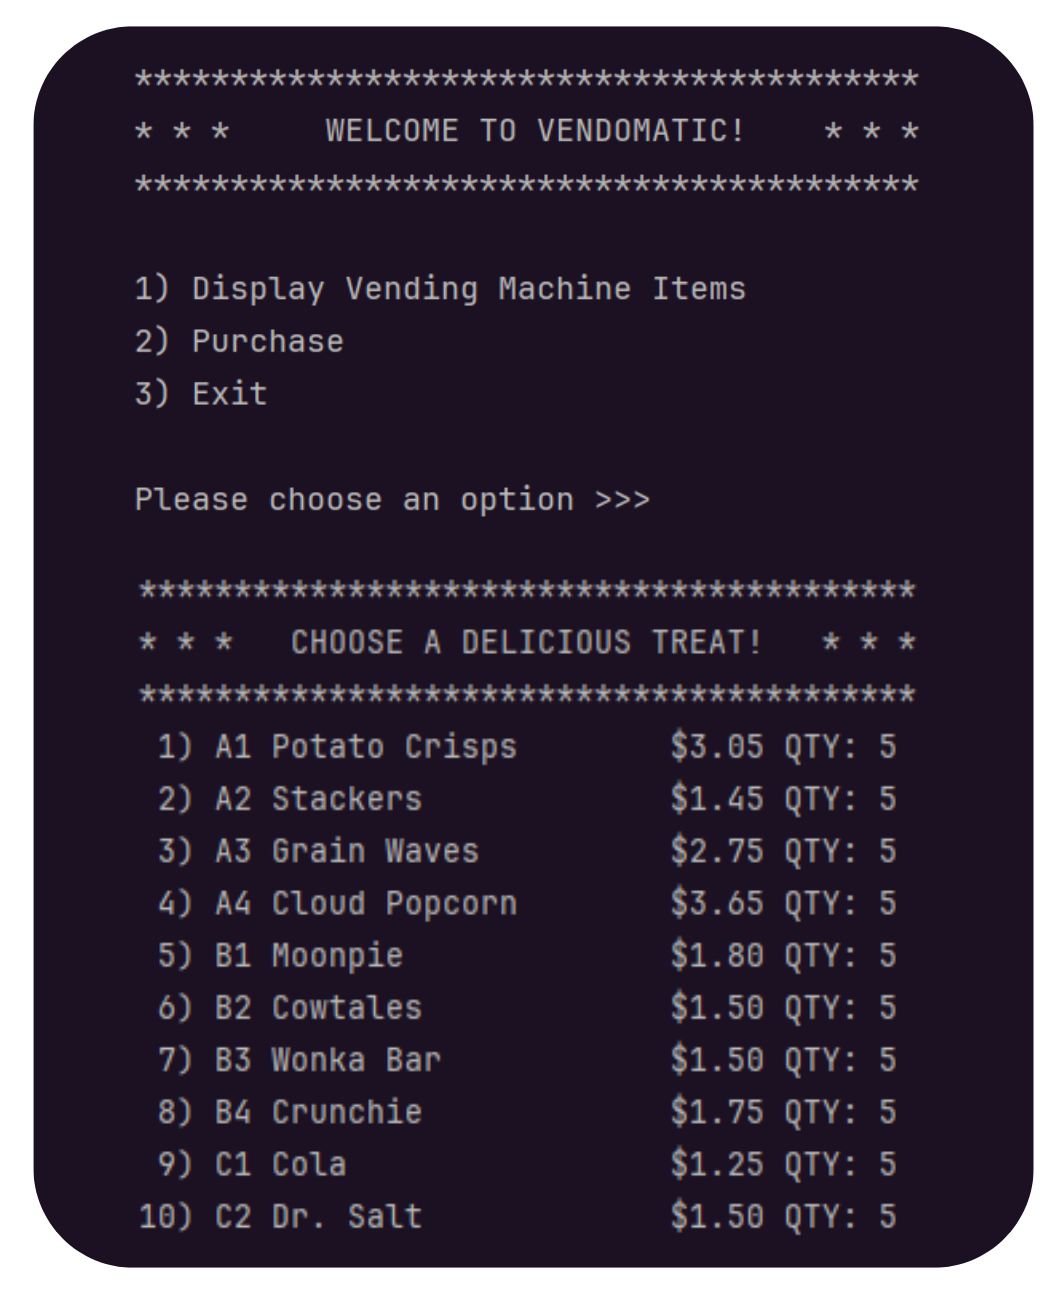 *****************************************
* * *     WELCOME TO VENDOMATIC!    * * *
*****************************************
1) Display Vending Machine Items
2) Purchase
3) Exit
Please choose an option >>>
*****************************************
* * *   CHOOSE A DELICIOUS TREAT!   * * *
*****************************************
 1) A1 Potato Crisps        $3.05 QTY: 5
 2) A2 Stackers             $1.45 QTY: 5
 3) A3 Grain Waves          $2.75 QTY: 5
 4) A4 Cloud Popcorn        $3.65 QTY: 5
 5) B1 Moonpie              $1.80 QTY: 5
 6) B2 Cowtales             $1.50 QTY: 5
 7) B3 Wonka Bar            $1.50 QTY: 5
 8) B4 Crunchie             $1.75 QTY: 5
 9) C1 Cola                 $1.25 QTY: 5
10) C2 Dr. Salt             $1.50 QTY: 5